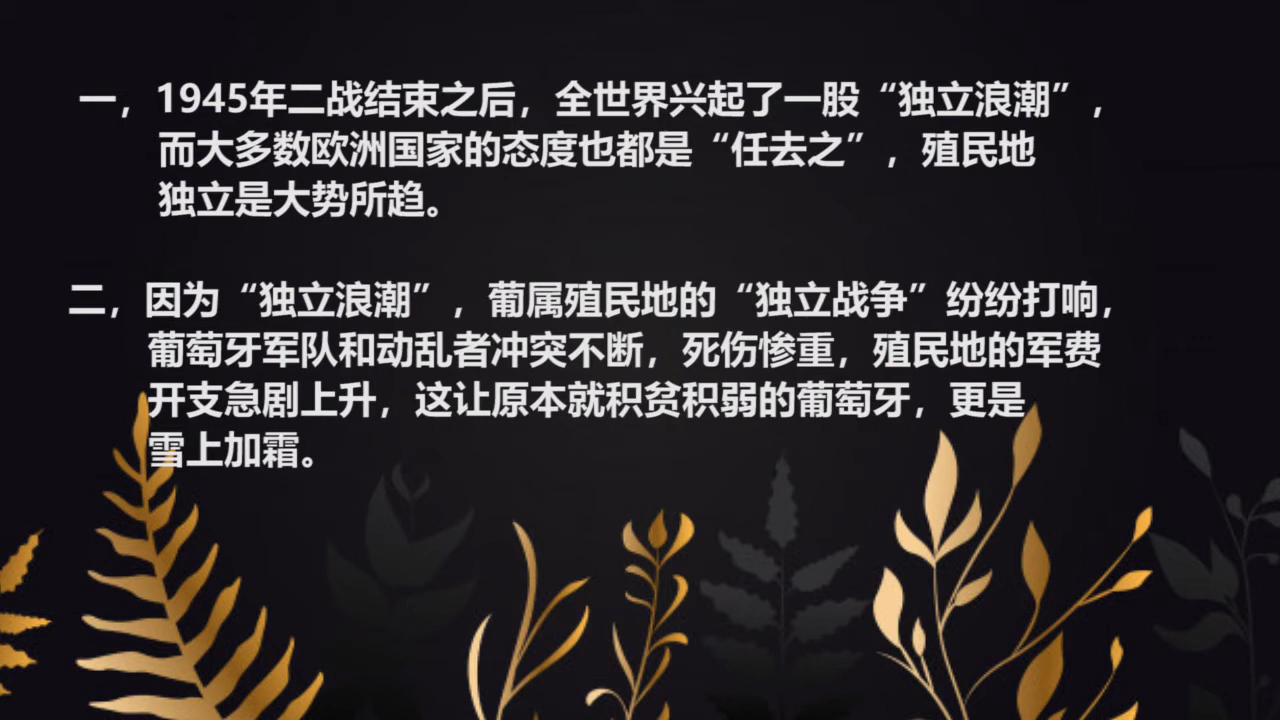 一，1945年二战结束之后，全世界兴起了一股“独立浪潮”，
而大多数欧洲国家的态度也都是“任去之”，殖民地
独立是大势所趋。
二，因为“独立浪潮”，葡属殖民地的“独立战争”纷纷打响，
葡萄牙军队和动乱者冲突不断，死伤惨重，殖民地的军费
开支急剧上升，这让原本就积贫积弱的葡萄牙，更是
雪上加霜。